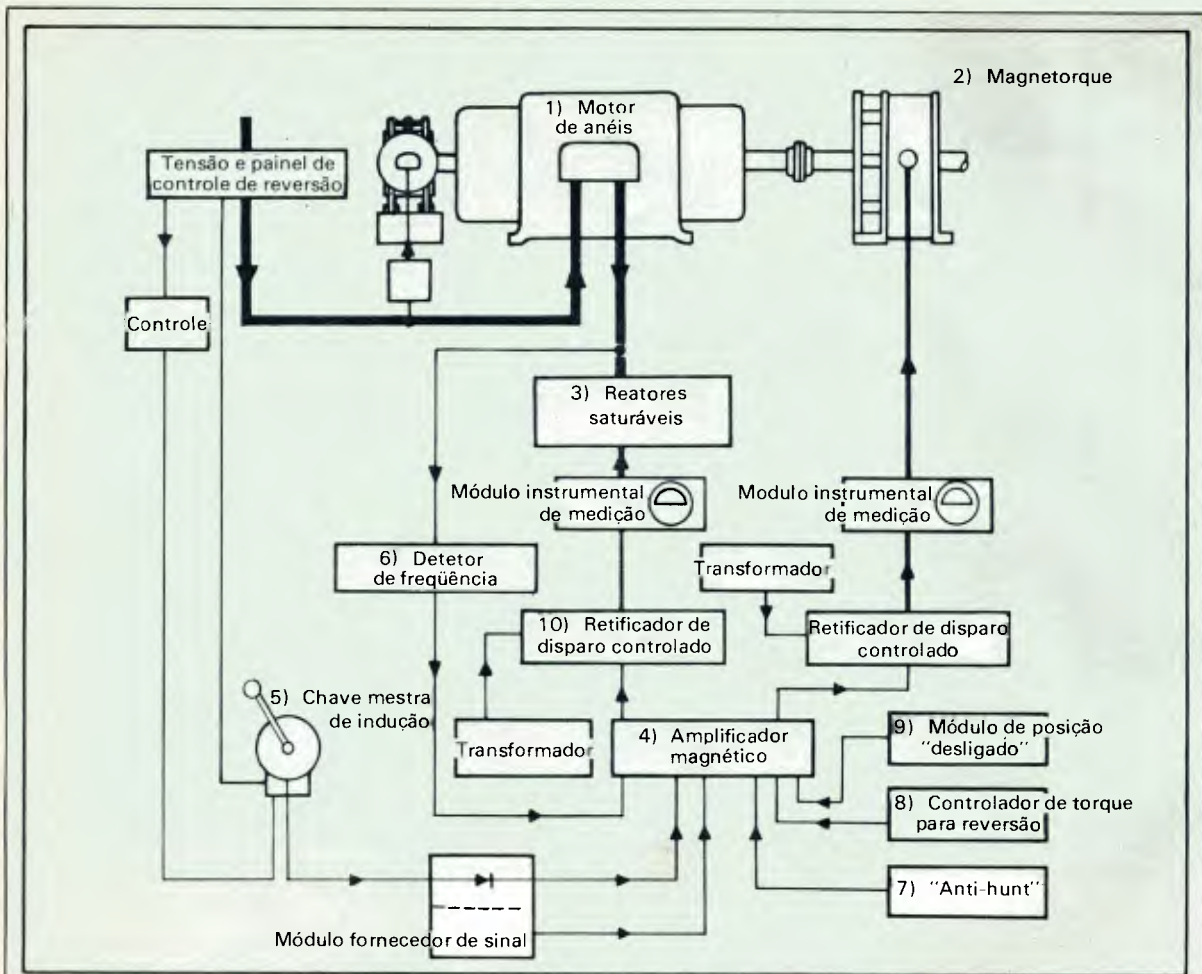 2) Magnetorque
1) Motor
de anéis
Tensão e painel de
controle de reversão
Controle
3) Reatores
saturáveis
Módulo instrumental
de medição
Modulo instrumental
de medição
6) Detetor
de freqüência
Transformador
10) Retificador de
disparo controlado
Retificador de disparo
controlado
5) Chave mestra
de indução
Transformador
4) Amplificador
magnético
9) Módulo de posição
"desligado"
8) Controlador de torque
para reversão
7) "Anti-hunt"
Módulo fornecedor de sinal